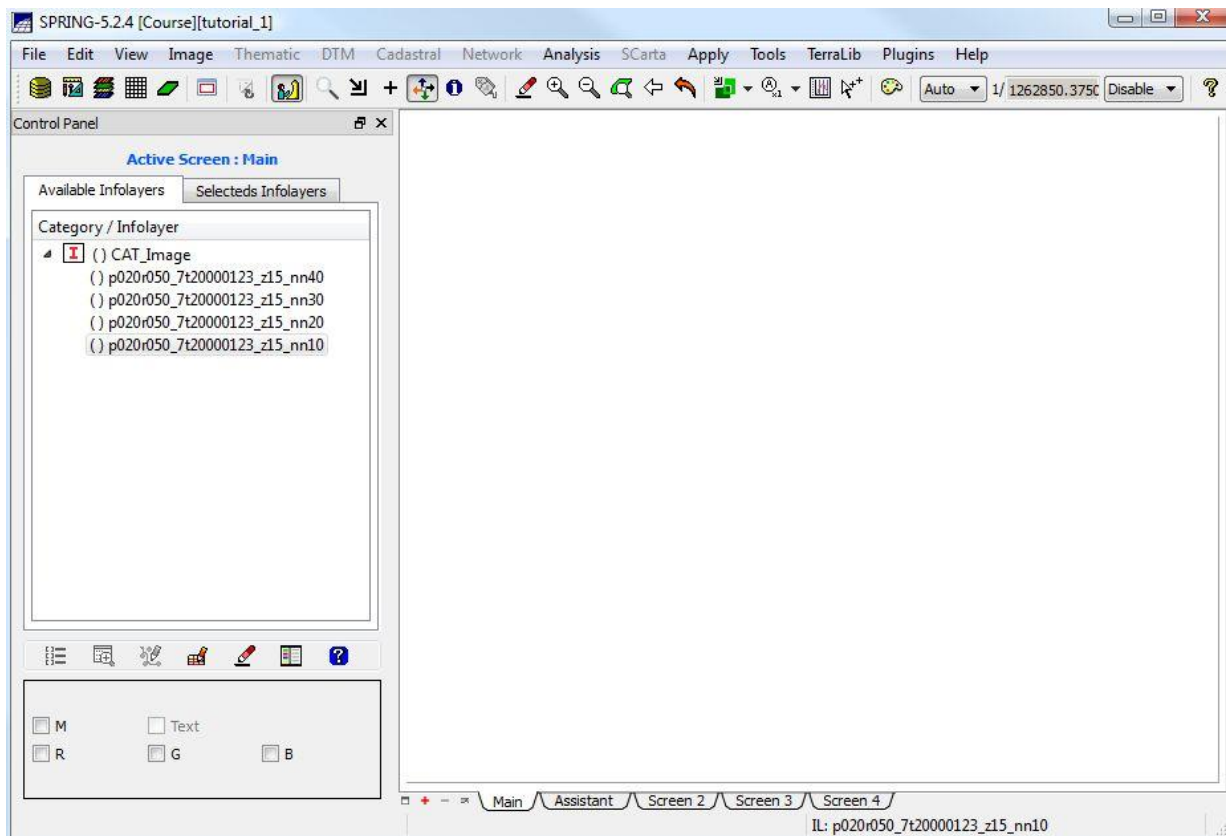 SPRING-5.2.4 [Course][tutorial_1]
File Edit View Image Thematic DTM Cadastral Network Analysis SCarta Apply Tools TerraLib Plugins Help
Auto 1/ 1262850.375 Disable
Control Panel
Active Screen : Main
Available Infolayers Selecteds Infolayers
Category / Infolayer
I () CAT_Image
() p020r050_7t20000123_z15_nn40
() p020r050_7t20000123_z15_nn30
() p020r050_7t20000123_z15_nn20
() p020r050_7t20000123_z15_nn10
M Text
R G B
Main Assistant Screen 2 Screen 3 Screen 4
IL: p020r050_7t20000123_z15_nn10